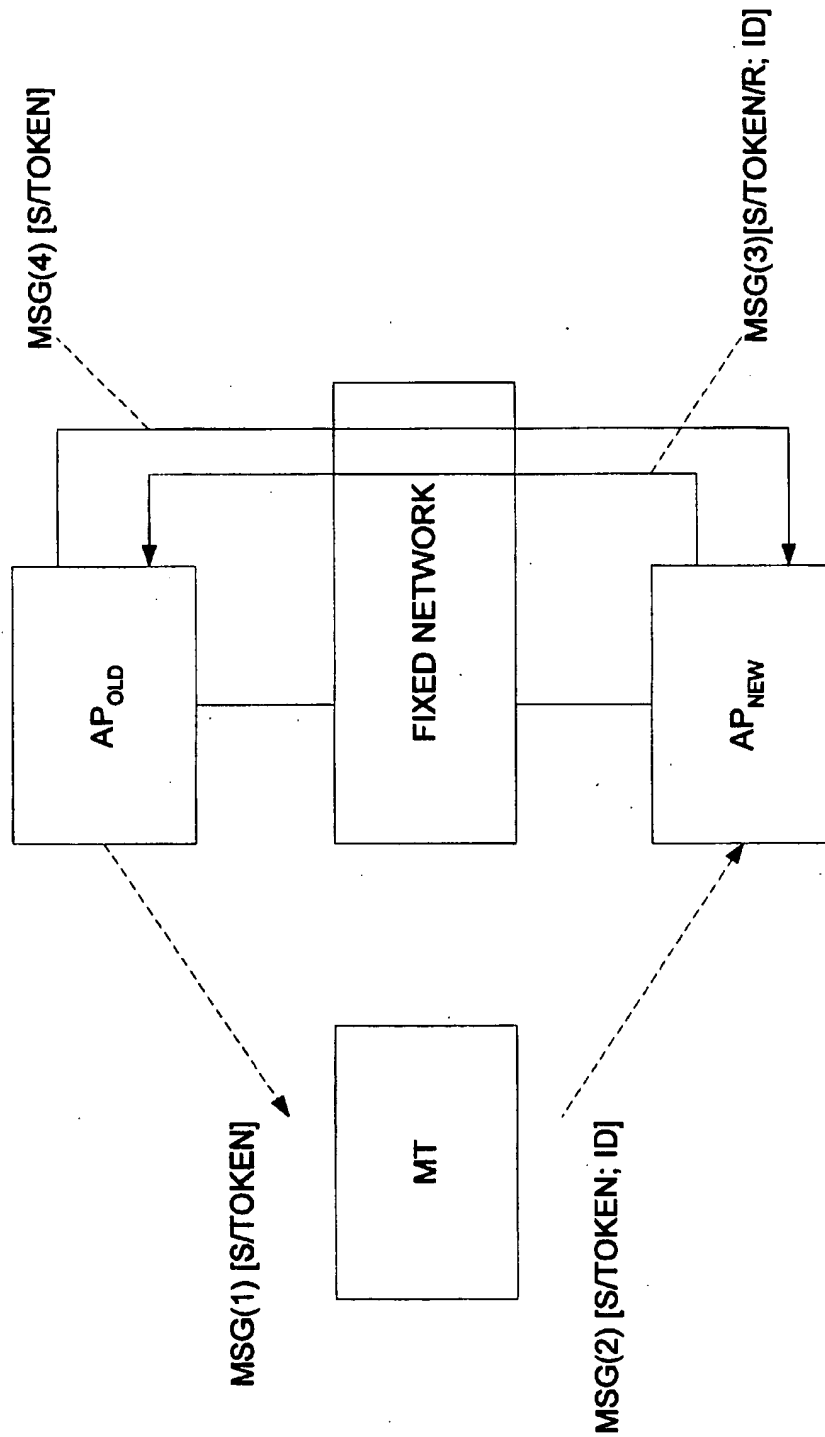 MSG(1) [S/TOKEN]
MSG(2) [S/TOKEN; ID]
MT
AP_OLD
FIXED NETWORK
AP_NEW
MSG(4) [S/TOKEN]
MSG(3)[S/TOKEN/R; ID]